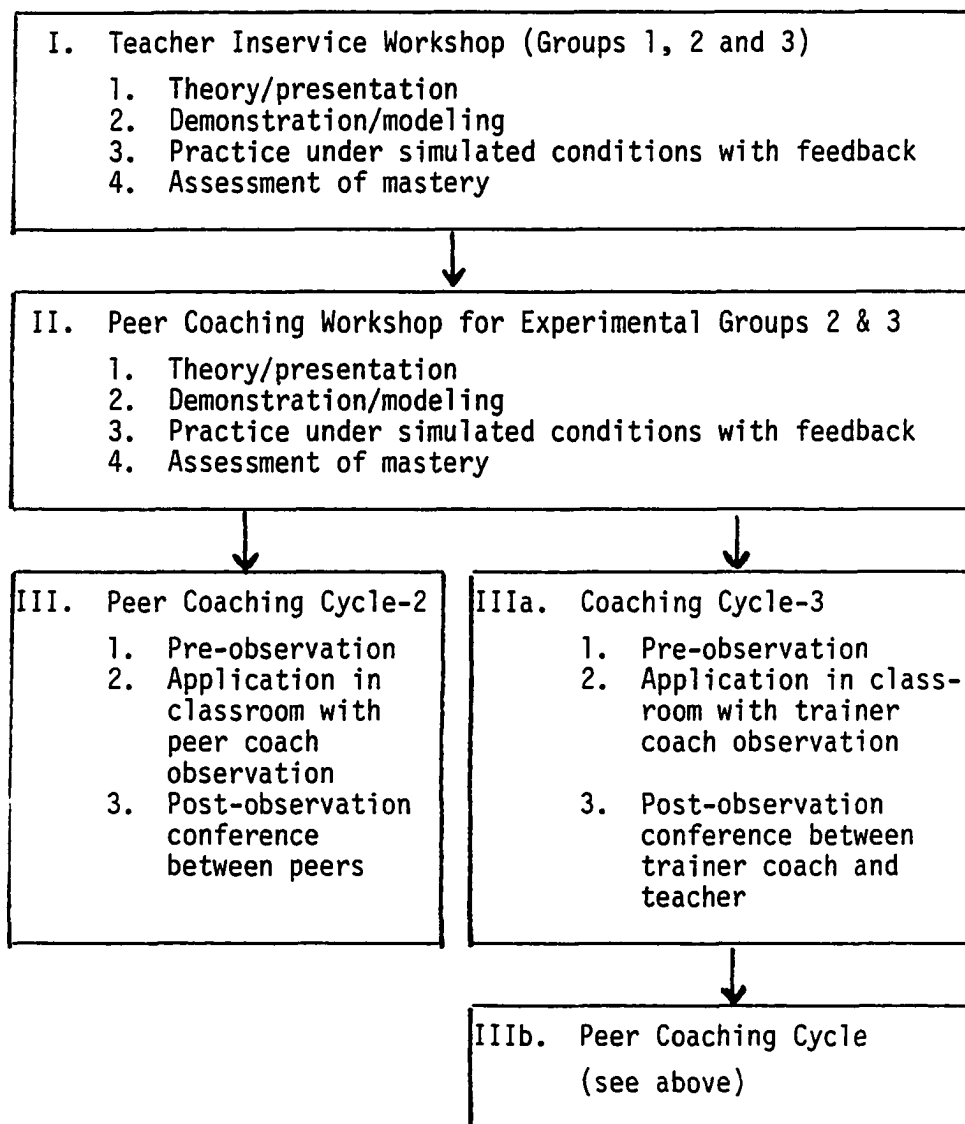 I. Teacher Inservice Workshop (Groups 1, 2 and 3)
1. Theory/presentation
2. Demonstration/modeling
3. Practice under simulated conditions with feedback
4. Assessment of mastery
II. Peer Coaching Workshop for Experimental Groups 2 & 3
1. Theory/presentation
2. Demonstration/modeling
3. Practice under simulated conditions with feedback
4. Assessment of mastery
III. Peer Coaching Cycle-2
1. Pre-observation
2. Application in
classroom with
peer coach
observation
3. Post-observation
conference
between peers
IIIa. Coaching Cycle-3
1. Pre-observation
2. Application in class-
room with trainer
coach observation
3. Post-observation
conference between
trainer coach and
teacher
IIIb. Peer Coaching Cycle
(see above)